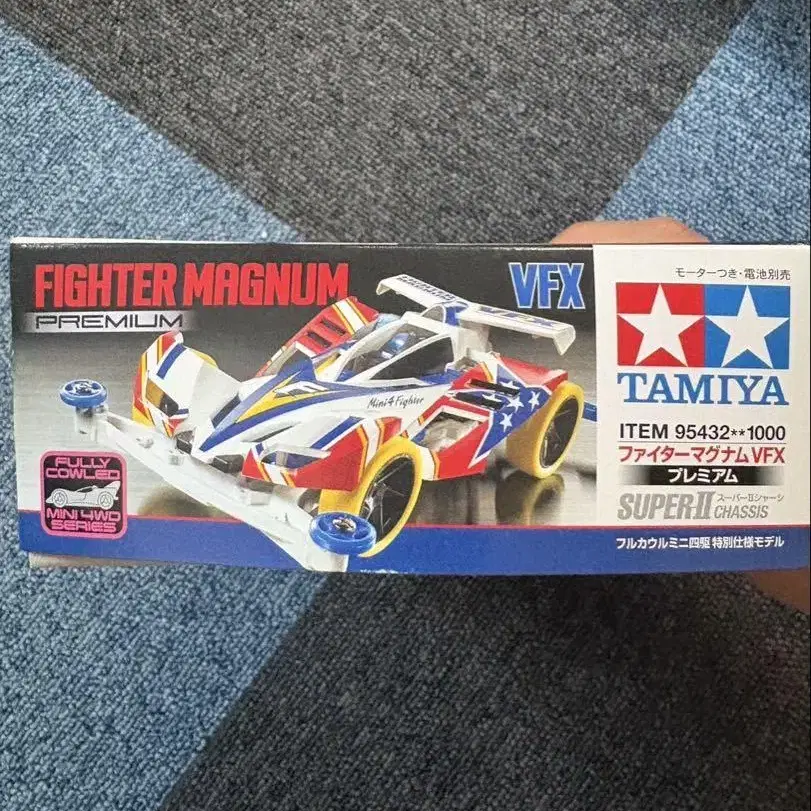 FIGHTER MAGNUM
PREMIUM
VFX
Mini4 Fighter
VFX
FULLY
COWLED
MINI 4WD
SERIES
モーターつき・電池別売
TAMIYA
ITEM 95432**1000
ファイターマグナムVFX
プレミアム
SUPER-II スーパーIIシャーシ CHASSIS
フルカウルミニ四駆 特別仕様モデル